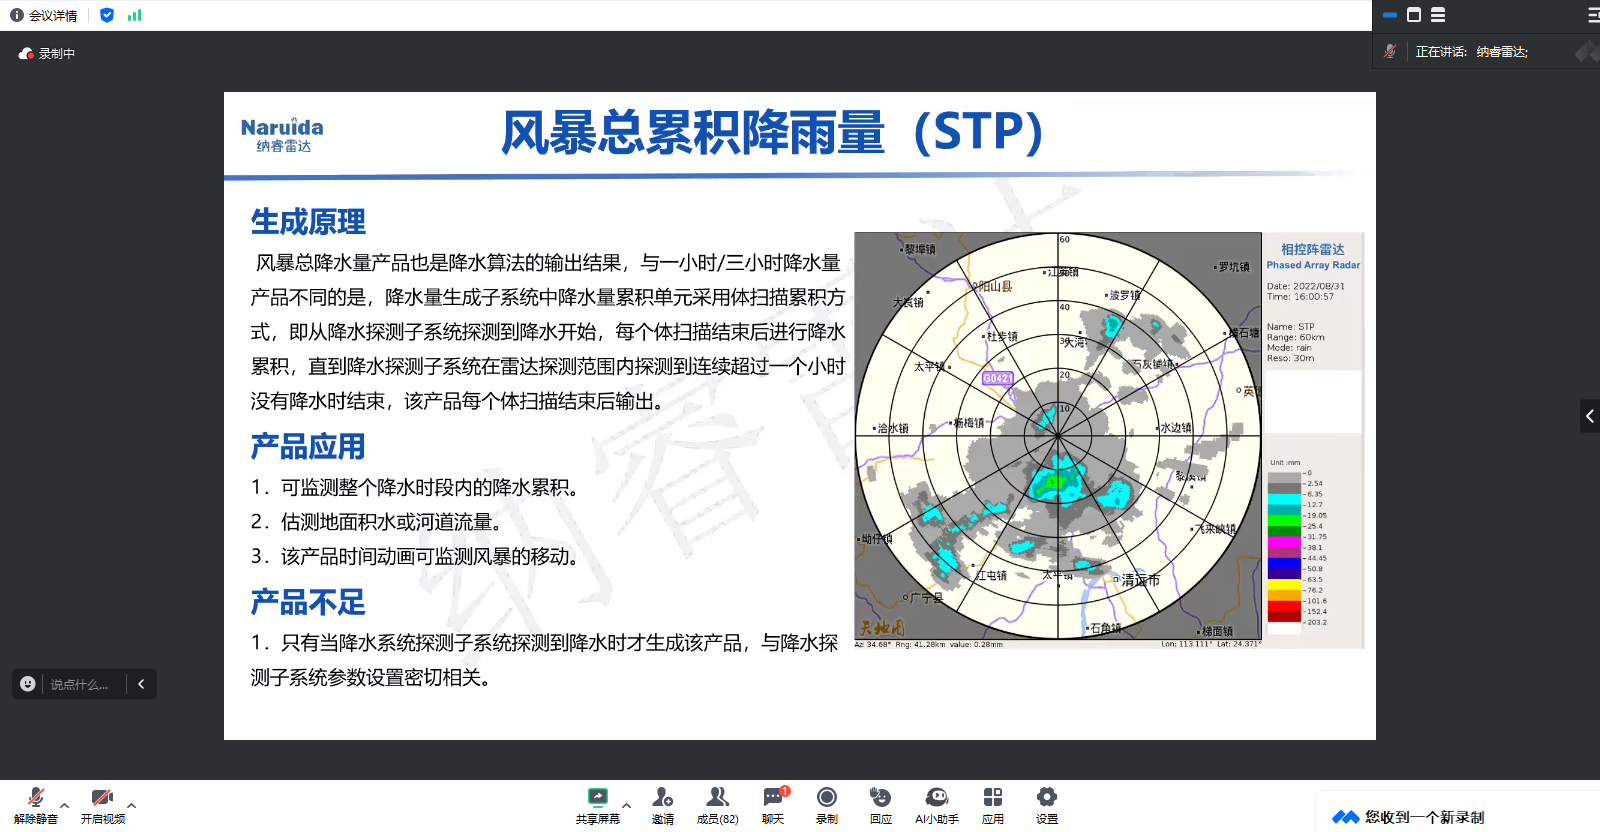 会议详情
录制中
正在讲话: 纳睿雷达;
Naruida
纳睿雷达
风暴总累积降雨量（STP）
生成原理
风暴总降水量产品也是降水算法的输出结果，与一小时/三小时降水量
产品不同的是，降水量生成子系统中降水量累积单元采用体扫描累积方
式，即从降水探测子系统探测到降水开始，每个体扫描结束后进行降水
累积，直到降水探测子系统在雷达探测范围内探测到连续超过一个小时
没有降水时结束，该产品每个体扫描结束后输出。
产品应用
1．可监测整个降水时段内的降水累积。
2．估测地面积水或河道流量。
3．该产品时间动画可监测风暴的移动。
产品不足
1．只有当降水系统探测子系统探测到降水时才生成该产品，与降水探
测子系统参数设置密切相关。
纳睿雷达
60
黎埠镇
江英镇
罗坑镇
阳山县
大崀镇
波罗镇
40
杜步镇
30
大湾
横石塘
太平镇
石灰铺镇
20
G0421
英德
10
洽水镇
杨梅镇
水边镇
黎溪镇
飞来峡镇
坳仔镇
江屯镇
太平镇
清远市
广宁县
石角镇
梯面镇
天地图
Az: 34.68° Rng: 41.28km value: 0.28mm
Lon: 113.111° Lat: 24.371°
相控阵雷达
Phased Array Radar
Date: 2022/08/31
Time: 16:00:57
Name: STP
Range: 60km
Mode: rain
Reso: 30m
Unit :mm
0
2.54
6.35
12.7
19.05
25.4
31.75
38.1
44.45
50.8
63.5
76.2
101.6
152.4
203.2
说点什么...
解除静音
开启视频
共享屏幕
邀请
成员(82)
1
聊天
录制
回应
AI小助手
应用
设置
您收到一个新录制